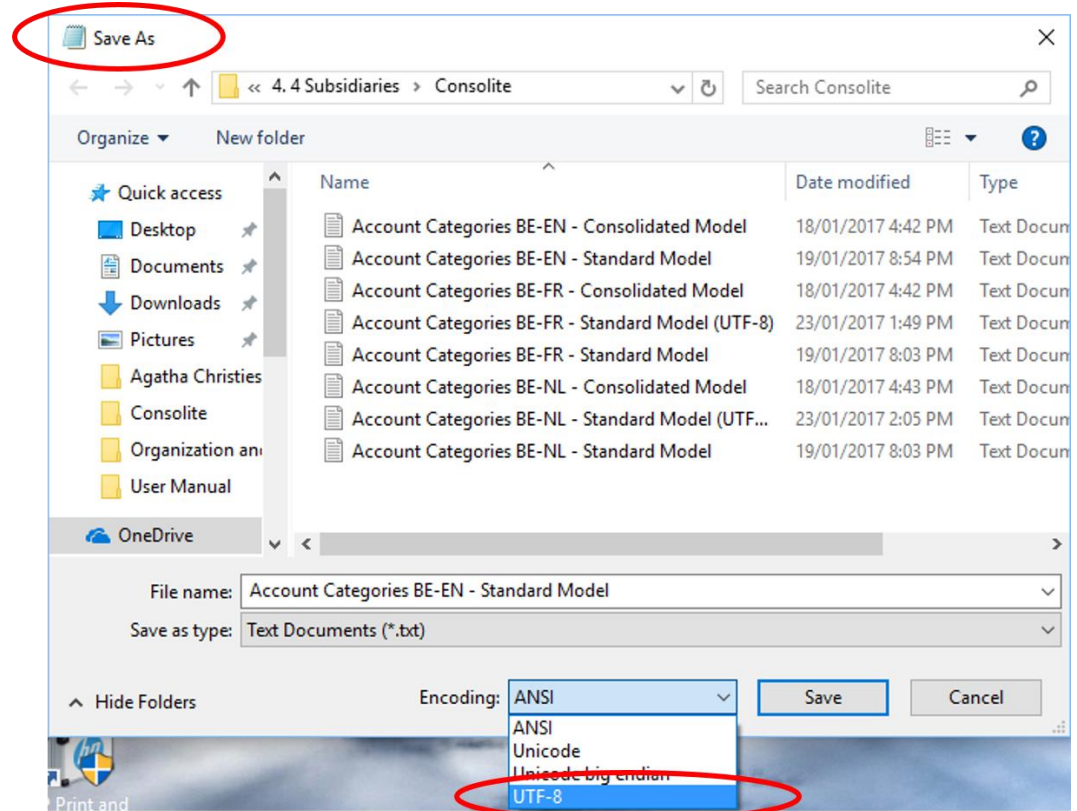 Save As
« 4. 4 Subsidiaries › Consolite
Search Consolite
Organize
New folder
Name Date modified Type
Quick access
Desktop
Documents
Downloads
Pictures
Agatha Christies
Consolite
Organization an
User Manual
OneDrive
Account Categories BE-EN - Consolidated Model 18/01/2017 4:42 PM Text Docum
Account Categories BE-EN - Standard Model 19/01/2017 8:54 PM Text Docum
Account Categories BE-FR - Consolidated Model 18/01/2017 4:42 PM Text Docum
Account Categories BE-FR - Standard Model (UTF-8) 23/01/2017 1:49 PM Text Docum
Account Categories BE-FR - Standard Model 19/01/2017 8:03 PM Text Docum
Account Categories BE-NL - Consolidated Model 18/01/2017 4:43 PM Text Docum
Account Categories BE-NL - Standard Model (UTF... 23/01/2017 2:05 PM Text Docum
Account Categories BE-NL - Standard Model 19/01/2017 8:03 PM Text Docum
File name: Account Categories BE-EN - Standard Model
Save as type: Text Documents (*.txt)
Hide Folders
Encoding: ANSI
Save
Cancel
ANSI
Unicode
Unicode big endian
UTF-8
hp
Print and